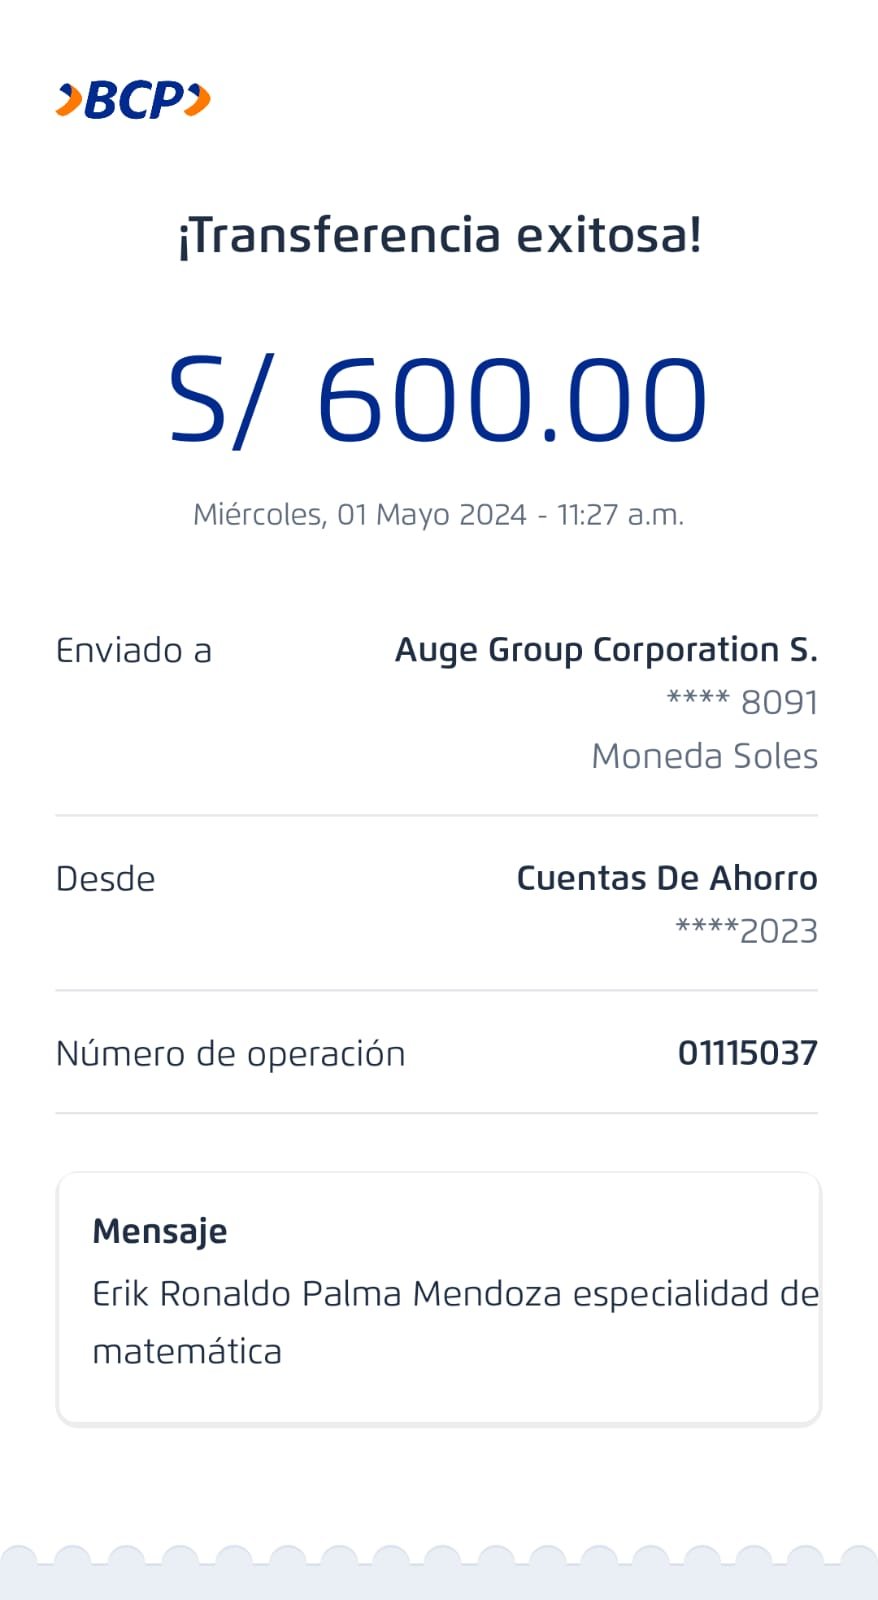 BCP
¡Transferencia exitosa!
S/ 600.00
Miércoles, 01 Mayo 2024 - 11:27 a.m.
Enviado a
Auge Group Corporation S.
**** 8091
Moneda Soles
Desde
Cuentas De Ahorro
****2023
Número de operación
01115037
Mensaje
Erik Ronaldo Palma Mendoza especialidad de
matemática